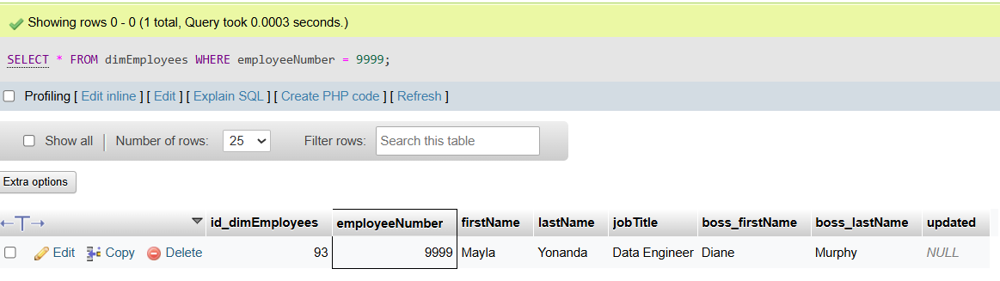 Showing rows 0 - 0 (1 total, Query took 0.0003 seconds.)
SELECT * FROM dimEmployees WHERE employeeNumber = 9999;
Profiling [ Edit inline ] [ Edit ] [ Explain SQL ] [ Create PHP code ] [ Refresh ]
Show all | Number of rows: 25 Filter rows: Search this table
Extra options
←T→ id_dimEmployees employeeNumber firstName lastName jobTitle boss_firstName boss_lastName updated
Edit Copy Delete 93 9999 Mayla Yonanda Data Engineer Diane Murphy NULL